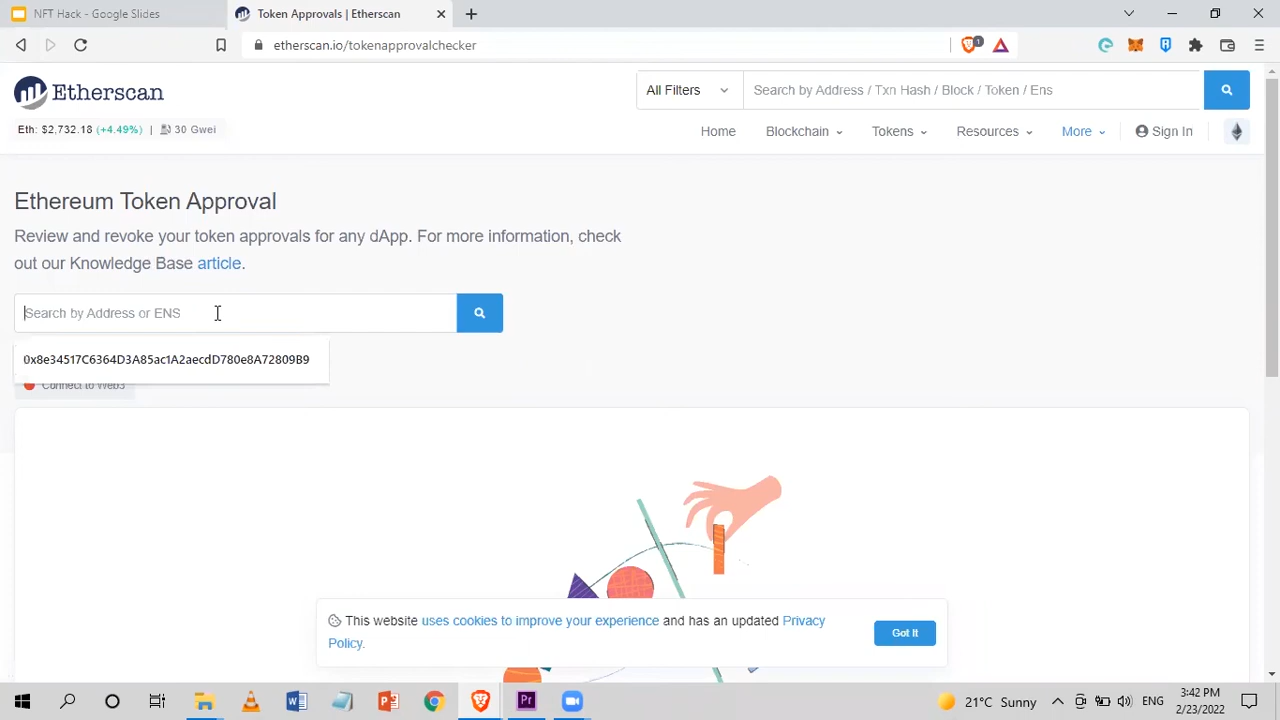 NFT Hack - Google Slides
Token Approvals | Etherscan
etherscan.io/tokenapprovalchecker
1
Etherscan
All Filters
Search by Address / Txn Hash / Block / Token / Ens
Eth: $2,732.18 (+4.49%) | 30 Gwei
Home Blockchain Tokens Resources More Sign In
Ethereum Token Approval
Review and revoke your token approvals for any dApp. For more information, check
out our Knowledge Base article.
Search by Address or ENS
0x8e34517C6364D3A85ac1A2aecdD780e8A72809B9
Connect to Web3
This website uses cookies to improve your experience and has an updated Privacy
Policy.
Got It
21°C Sunny
ENG
3:42 PM
2/23/2022